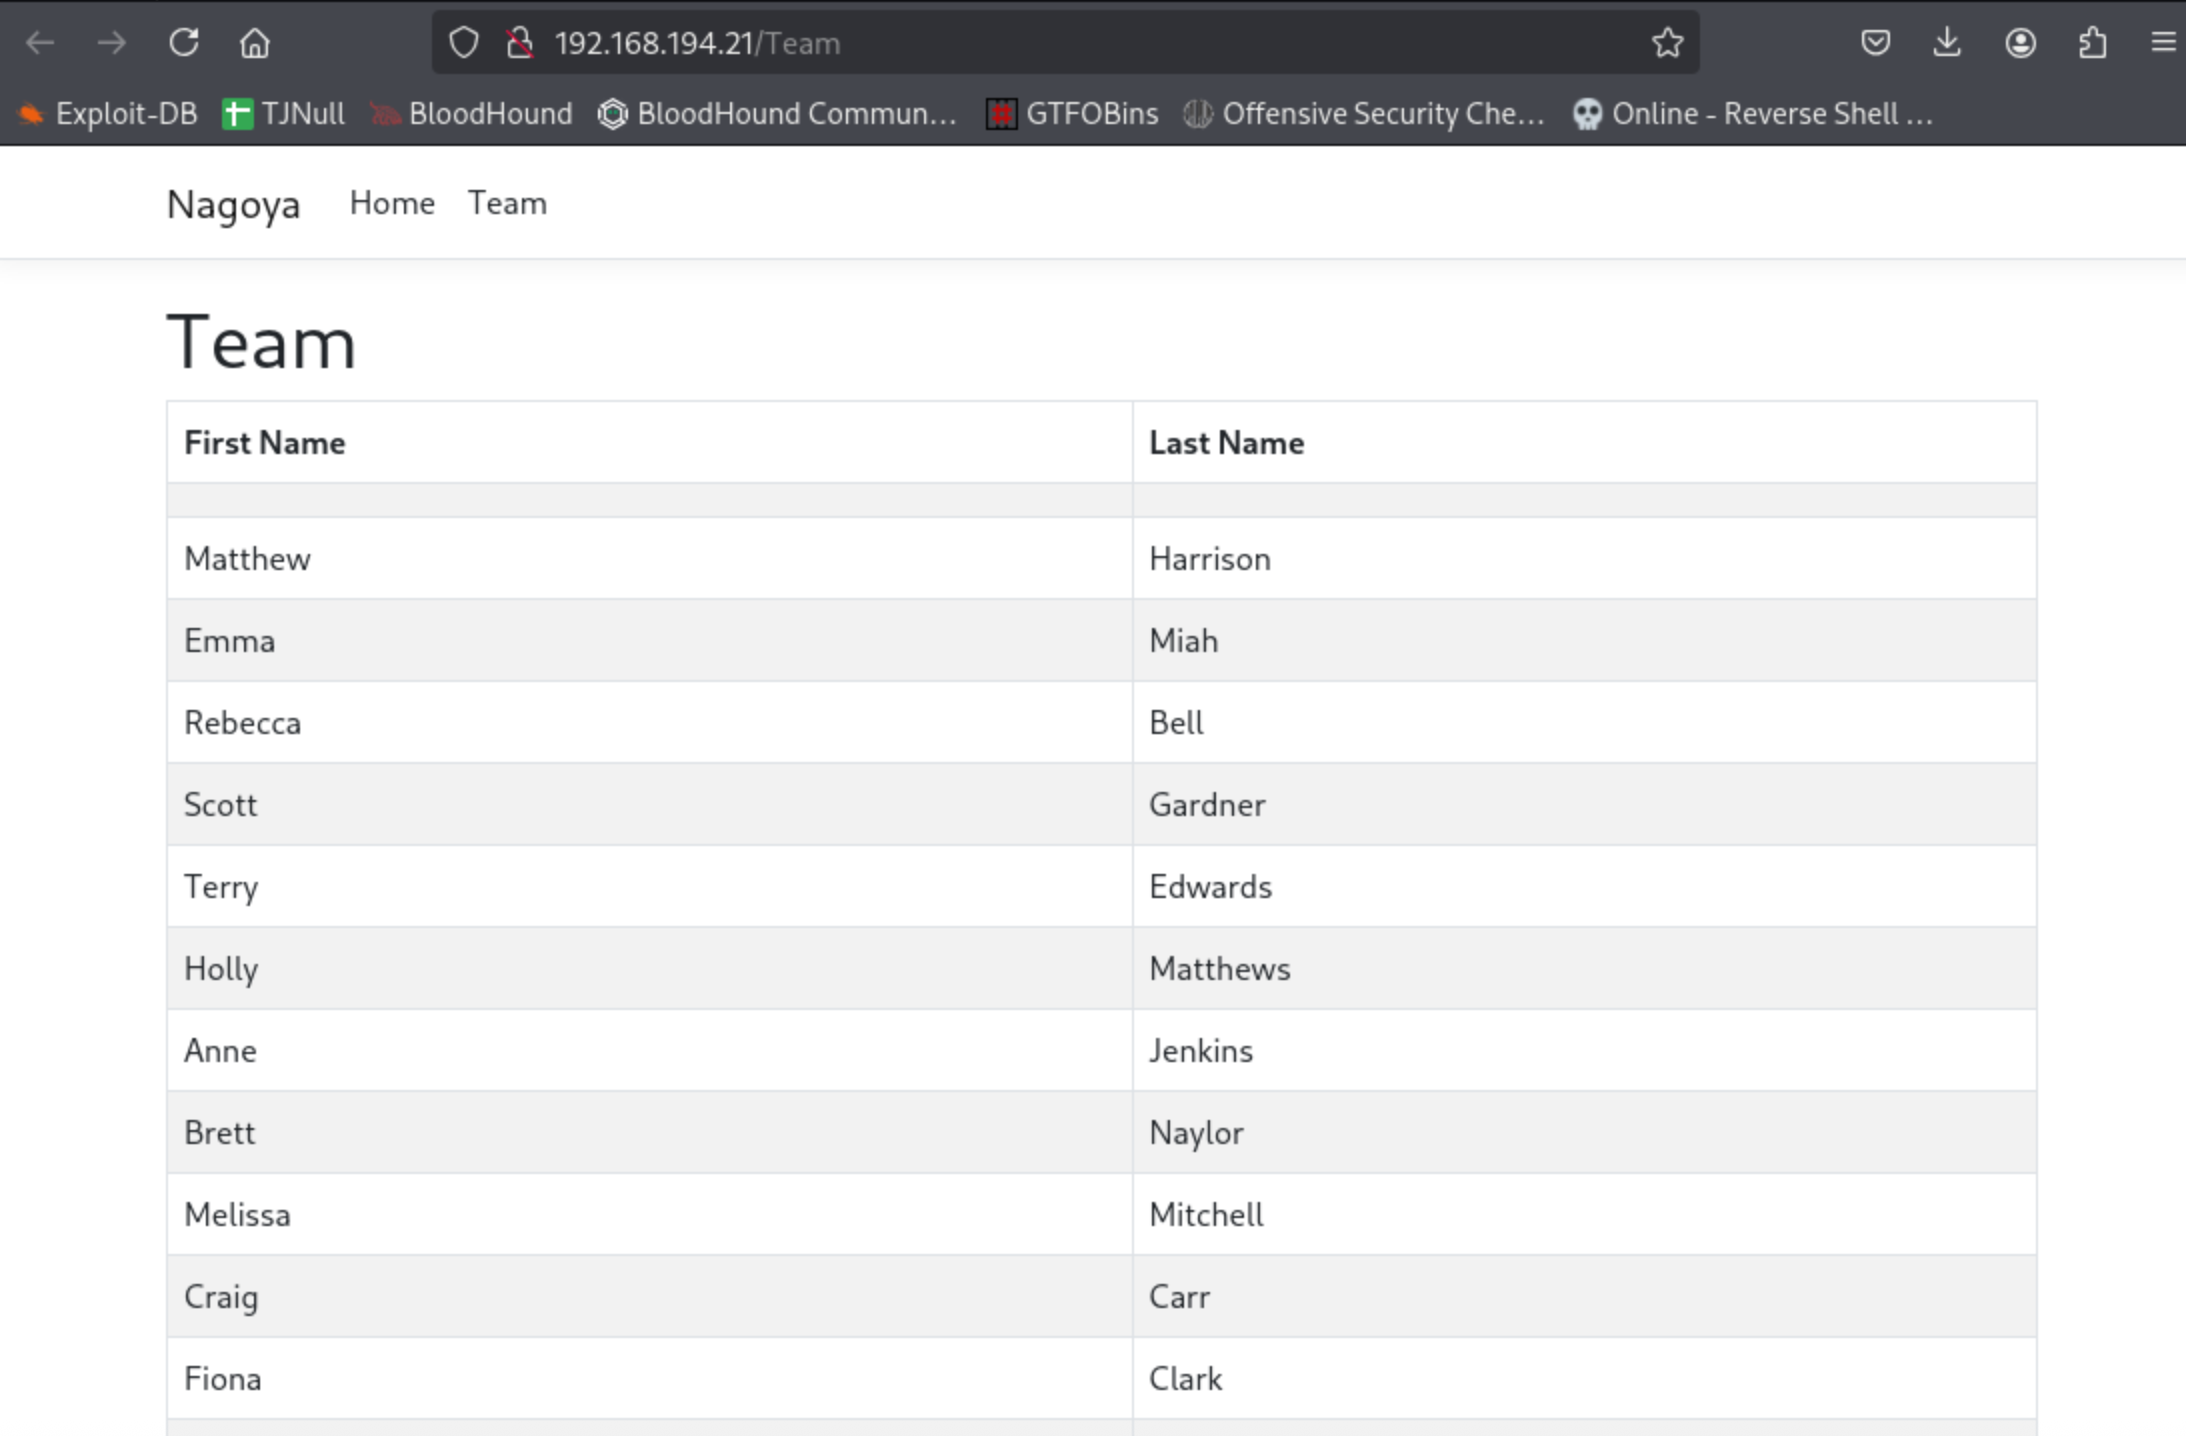 192.168.194.21/Team
Exploit-DB TJNull BloodHound BloodHound Commun... GTFOBins Offensive Security Che... Online - Reverse Shell ...
Nagoya Home Team
Team
First Name Last Name
Matthew Harrison
Emma Miah
Rebecca Bell
Scott Gardner
Terry Edwards
Holly Matthews
Anne Jenkins
Brett Naylor
Melissa Mitchell
Craig Carr
Fiona Clark